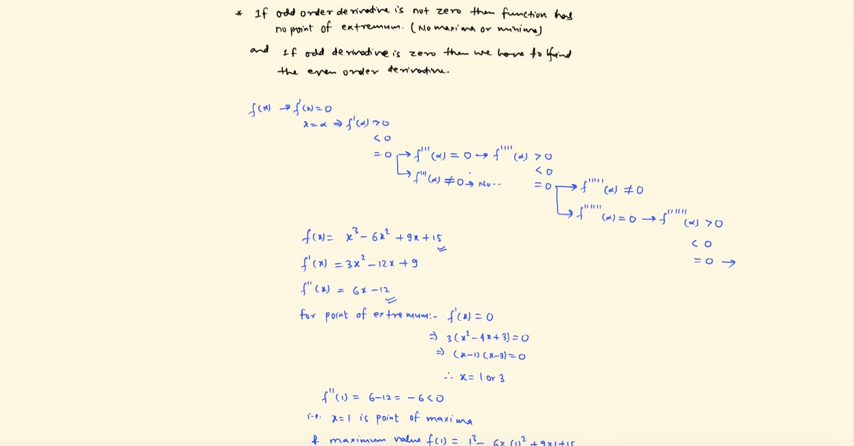 * If odd order derivative is not zero then function has
no point of extremum. (No maxima or minima)
and If odd derivative is zero then we have to find
the even order derivative.
f(x) → f'(x) = 0
x = α ⇒ f'(α) > 0
< 0
= 0 → f'''(α) = 0 → f''''(α) > 0
→ f'''(α) ≠ 0 → No --
< 0
= 0 → f'''''(α) ≠ 0
→ f'''''(α) = 0 → f''''''(α) > 0
< 0
= 0 →
f(x) = x³ - 6x² + 9x + 15
f'(x) = 3x² - 12x + 9
f''(x) = 6x - 12
for point of extremum:- f'(x) = 0
⇒ 3(x² - 4x + 3) = 0
⇒ (x-1)(x-3) = 0
∴ x = 1 or 3
f''(1) = 6-12 = -6 < 0
i.e. x = 1 is point of maxima
& maximum value f(1) = 1³ - 6x(1)² + 9x1+15